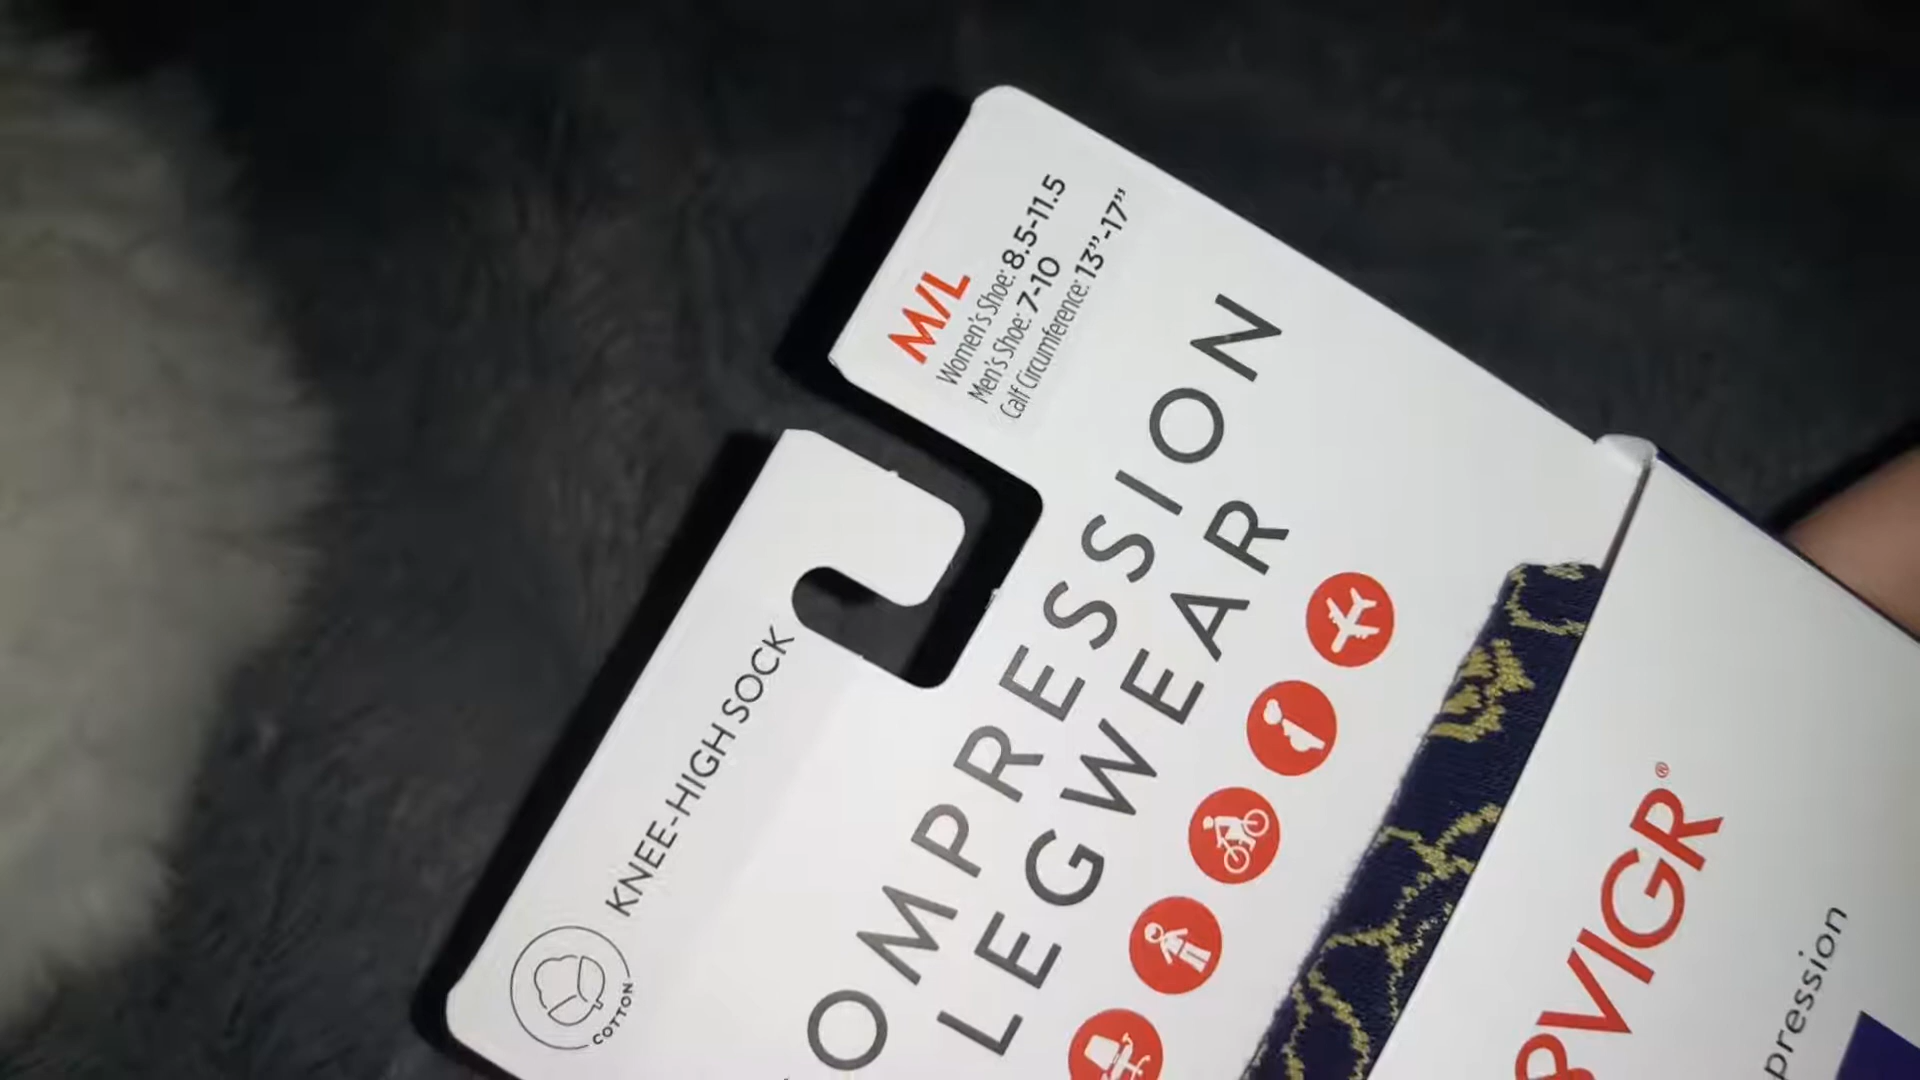 M/L
Women's Shoe: 8.5-11.5
Men's Shoe: 7-10
Calf Circumference: 13”-17”
KNEE-HIGH SOCK
COTTON
OMPRESSION
LEGWEAR
RVIGR®
pression